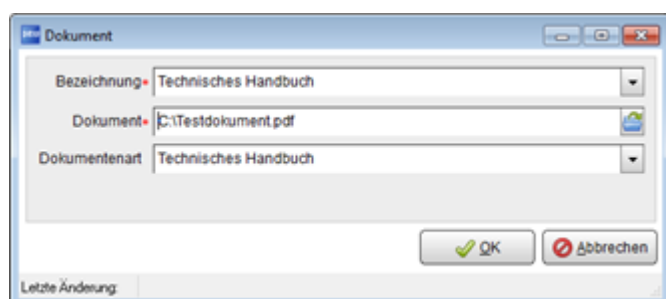 Dokument
Bezeichnung• Technisches Handbuch
Dokument• C:\Testdokument.pdf
Dokumentenart Technisches Handbuch
OK Abbrechen
Letzte Änderung: